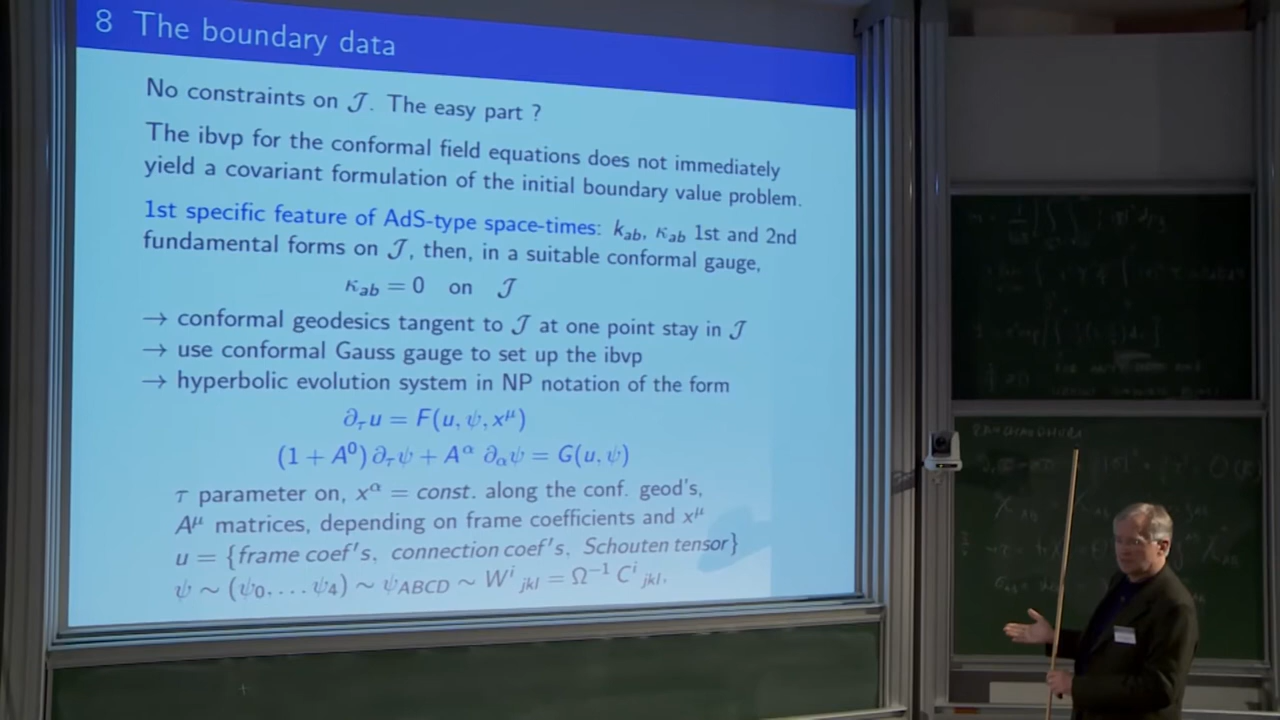 8 The boundary data
No constraints on 𝒥. The easy part ?
The ibvp for the conformal field equations does not immediately
yield a covariant formulation of the initial boundary value problem.
1st specific feature of AdS-type space-times: k_ab, κ_ab 1st and 2nd
fundamental forms on 𝒥, then, in a suitable conformal gauge,
κ_ab = 0 on 𝒥
→ conformal geodesics tangent to 𝒥 at one point stay in 𝒥
→ use conformal Gauss gauge to set up the ibvp
→ hyperbolic evolution system in NP notation of the form
∂_τ u = F(u, ψ, x^μ)
(1 + A^0) ∂_τ ψ + A^α ∂_α ψ = G(u, ψ)
τ parameter on, x^α = const. along the conf. geod's,
A^μ matrices, depending on frame coefficients and x^μ
u = {frame coef's, connection coef's, Schouten tensor}
ψ ∼ (ψ_0, . . . . ψ_4) ∼ ψ_ABCD ∼ W^i_jkl = Ω^−1 C^i_jkl.